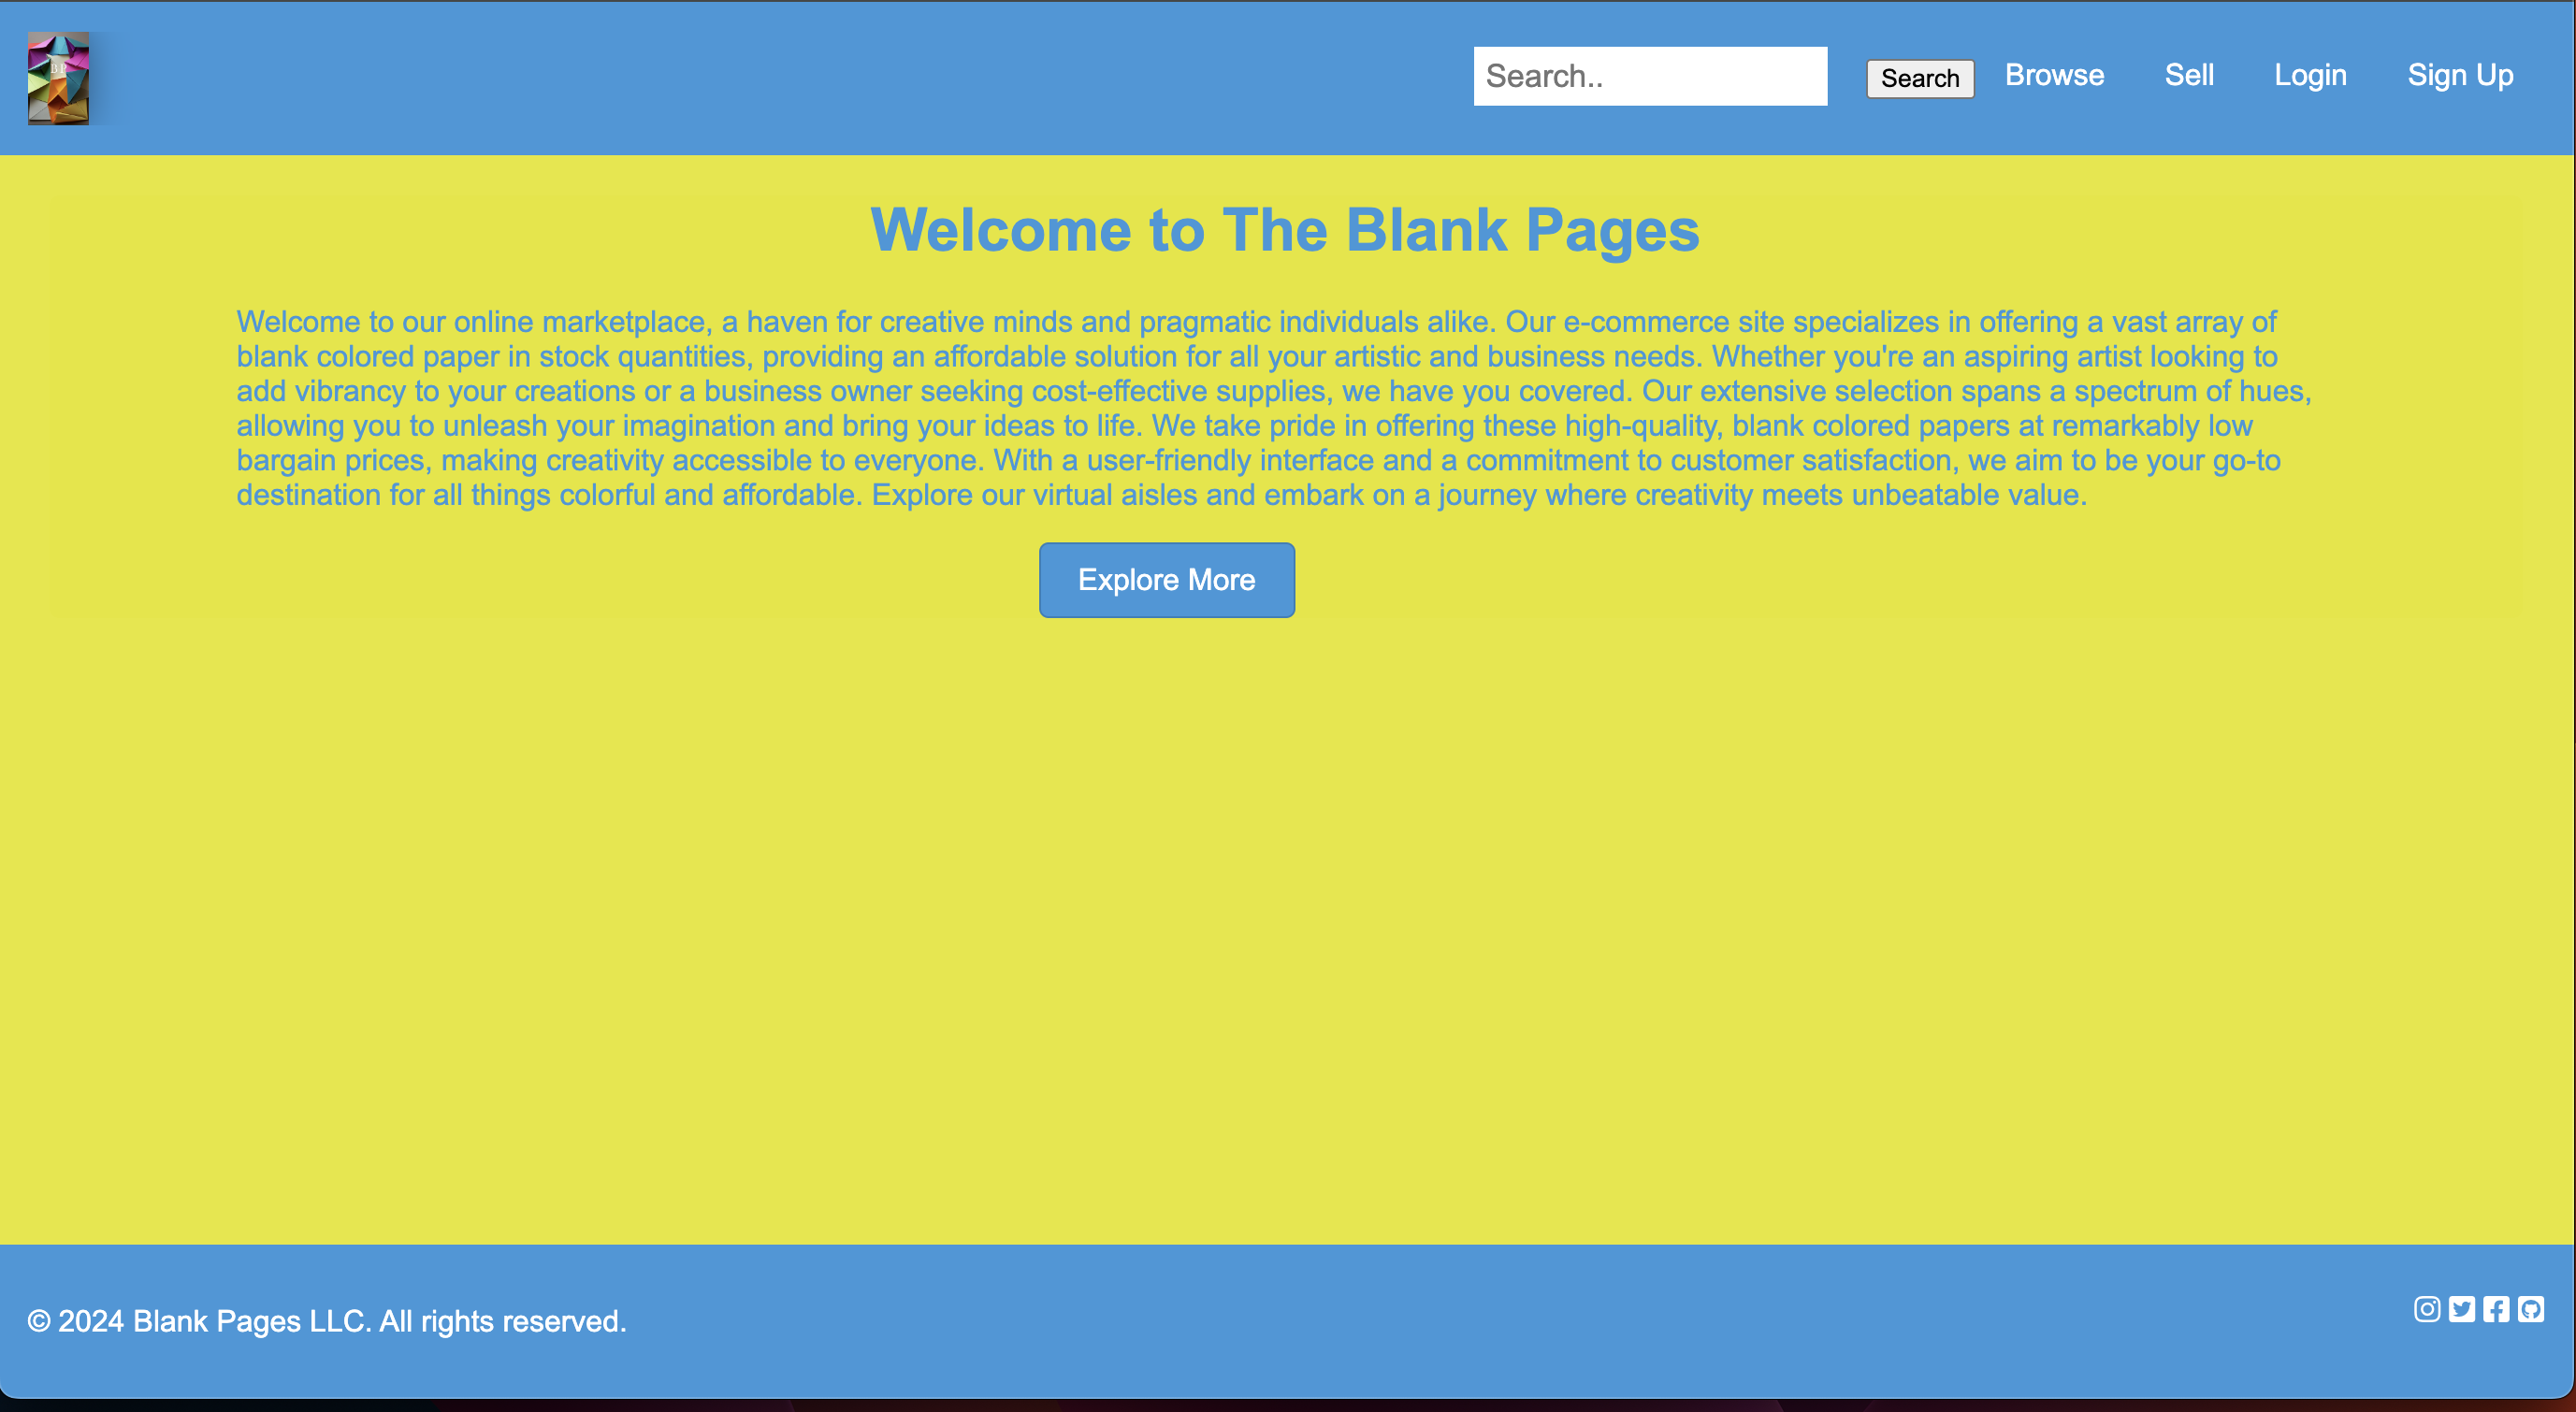 BP
Search..
Search
Browse
Sell
Login
Sign Up
Welcome to The Blank Pages
Welcome to our online marketplace, a haven for creative minds and pragmatic individuals alike. Our e-commerce site specializes in offering a vast array of
blank colored paper in stock quantities, providing an affordable solution for all your artistic and business needs. Whether you're an aspiring artist looking to
add vibrancy to your creations or a business owner seeking cost-effective supplies, we have you covered. Our extensive selection spans a spectrum of hues,
allowing you to unleash your imagination and bring your ideas to life. We take pride in offering these high-quality, blank colored papers at remarkably low
bargain prices, making creativity accessible to everyone. With a user-friendly interface and a commitment to customer satisfaction, we aim to be your go-to
destination for all things colorful and affordable. Explore our virtual aisles and embark on a journey where creativity meets unbeatable value.
Explore More
© 2024 Blank Pages LLC. All rights reserved.